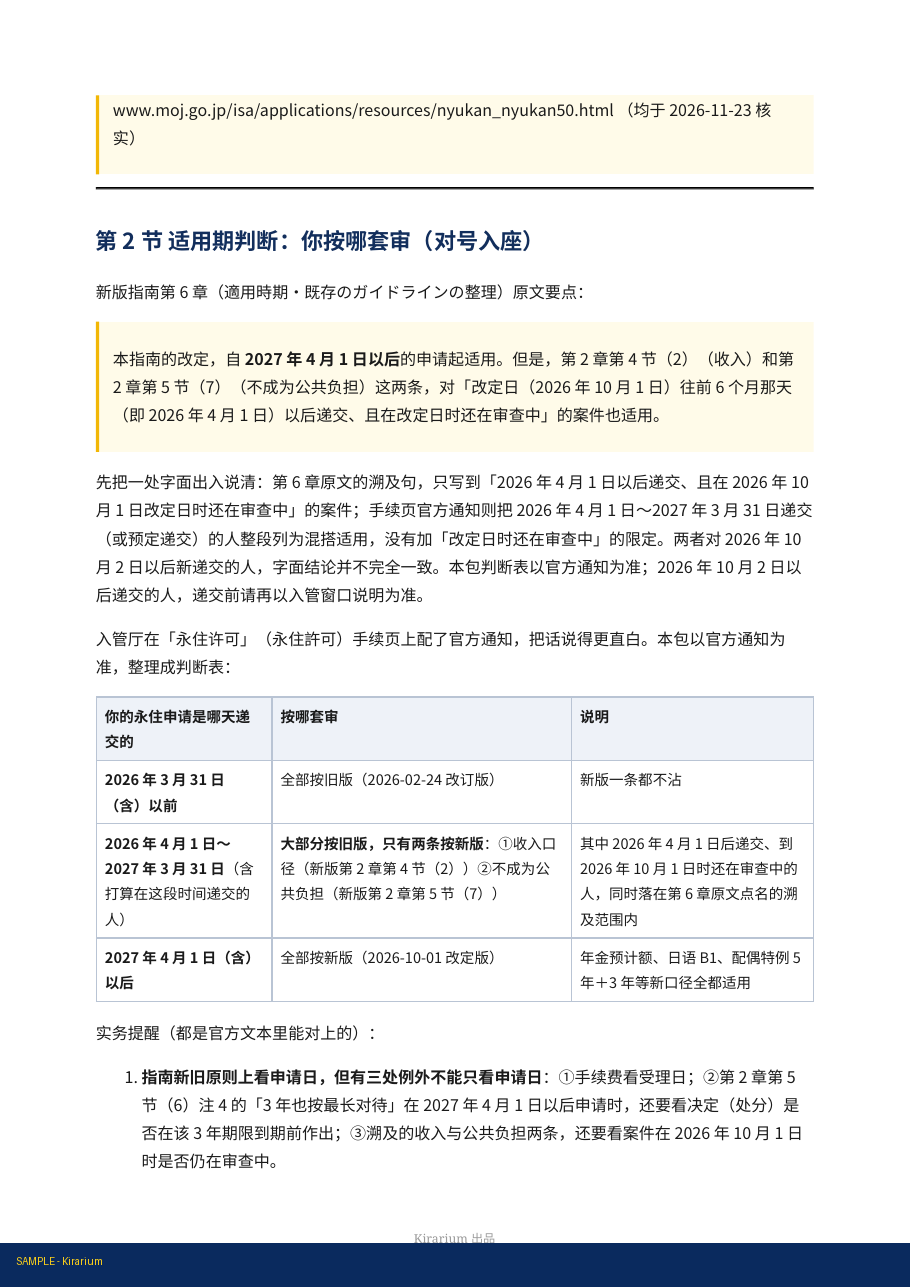 www.moj.go.jp/isa/applications/resources/nyukan_nyukan50.html （均于 2026-11-23 核
实）
第 2 节 适用期判断：你按哪套审（对号入座）
新版指南第 6 章（適用時期・既存のガイドラインの整理）原文要点：
本指南的改定，自 2027 年 4 月 1 日以后的申请起适用。但是，第 2 章第 4 节（2）（收入）和第
2 章第 5 节（7）（不成为公共负担）这两条，对「改定日（2026 年 10 月 1 日）往前 6 个月那天
（即 2026 年 4 月 1 日）以后递交、且在改定日时还在审查中」的案件也适用。
先把一处字面出入说清：第 6 章原文的溯及句，只写到「2026 年 4 月 1 日以后递交、且在 2026 年 10
月 1 日改定日时还在审查中」的案件；手续页官方通知则把 2026 年 4 月 1 日～2027 年 3 月 31 日递交
（或预定递交）的人整段列为混搭适用，没有加「改定日时还在审查中」的限定。两者对 2026 年 10
月 2 日以后新递交的人，字面结论并不完全一致。本包判断表以官方通知为准；2026 年 10 月 2 日以
后递交的人，递交前请再以入管窗口说明为准。
入管厅在「永住许可」（永住許可）手续页上配了官方通知，把话说得更直白。本包以官方通知为
准，整理成判断表：
你的永住申请是哪天递
交的
按哪套审
说明
2026 年 3 月 31 日
（含）以前
全部按旧版（2026-02-24 改订版）
新版一条都不沾
2026 年 4 月 1 日～
2027 年 3 月 31 日（含
打算在这段时间递交的
人）
大部分按旧版，只有两条按新版：①收入口
径（新版第 2 章第 4 节（2））②不成为公
共负担（新版第 2 章第 5 节（7））
其中 2026 年 4 月 1 日后递交、到
2026 年 10 月 1 日时还在审查中的
人，同时落在第 6 章原文点名的溯
及范围内
2027 年 4 月 1 日（含）
以后
全部按新版（2026-10-01 改定版）
年金预计额、日语 B1、配偶特例 5
年＋3 年等新口径全都适用
实务提醒（都是官方文本里能对上的）：
1. 指南新旧原则上看申请日，但有三处例外不能只看申请日：①手续费看受理日；②第 2 章第 5
节（6）注 4 的「3 年也按最长对待」在 2027 年 4 月 1 日以后申请时，还要看决定（处分）是
否在该 3 年期限到期前作出；③溯及的收入与公共负担两条，还要看案件在 2026 年 10 月 1 日
时是否仍在审查中。
Kirarium 出品
SAMPLE - Kirarium